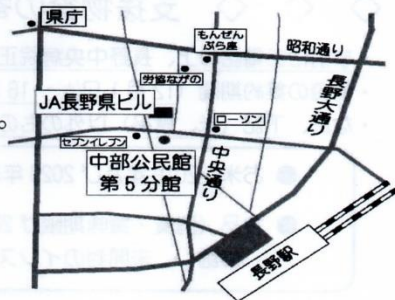 県庁
もんぜん
ぷら座
昭和通り
労協ながの
長野大通り
JA長野県ビル
ローソン
セブンイレブン
中央通り
中部公民館
第5分館
長野駅